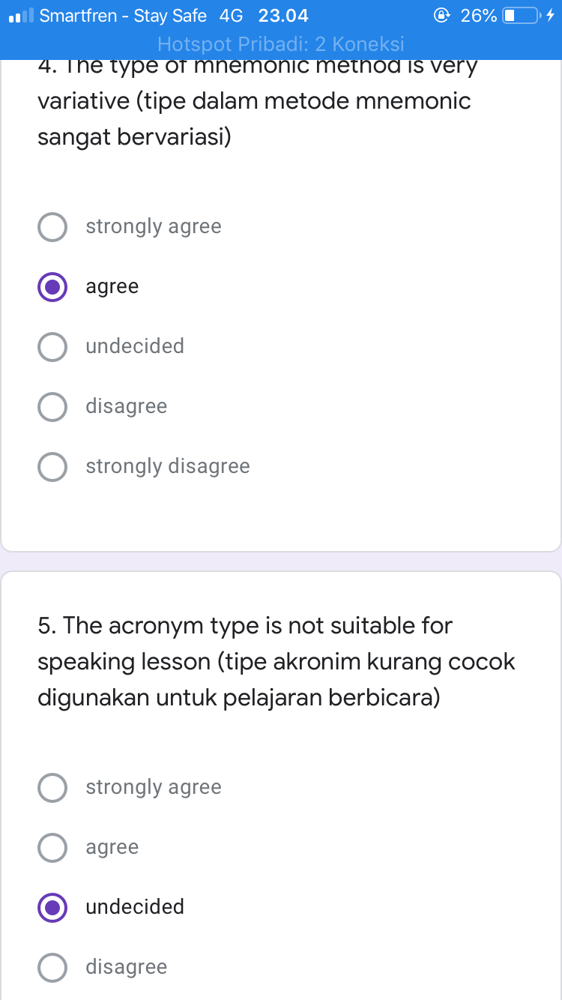 Smartfren - Stay Safe 4G 23.04 26%
Hotspot Pribadi: 2 Koneksi
4. The type of mnemonic method is very
variative (tipe dalam metode mnemonic
sangat bervariasi)
strongly agree
agree
undecided
disagree
strongly disagree
5. The acronym type is not suitable for
speaking lesson (tipe akronim kurang cocok
digunakan untuk pelajaran berbicara)
strongly agree
agree
undecided
disagree